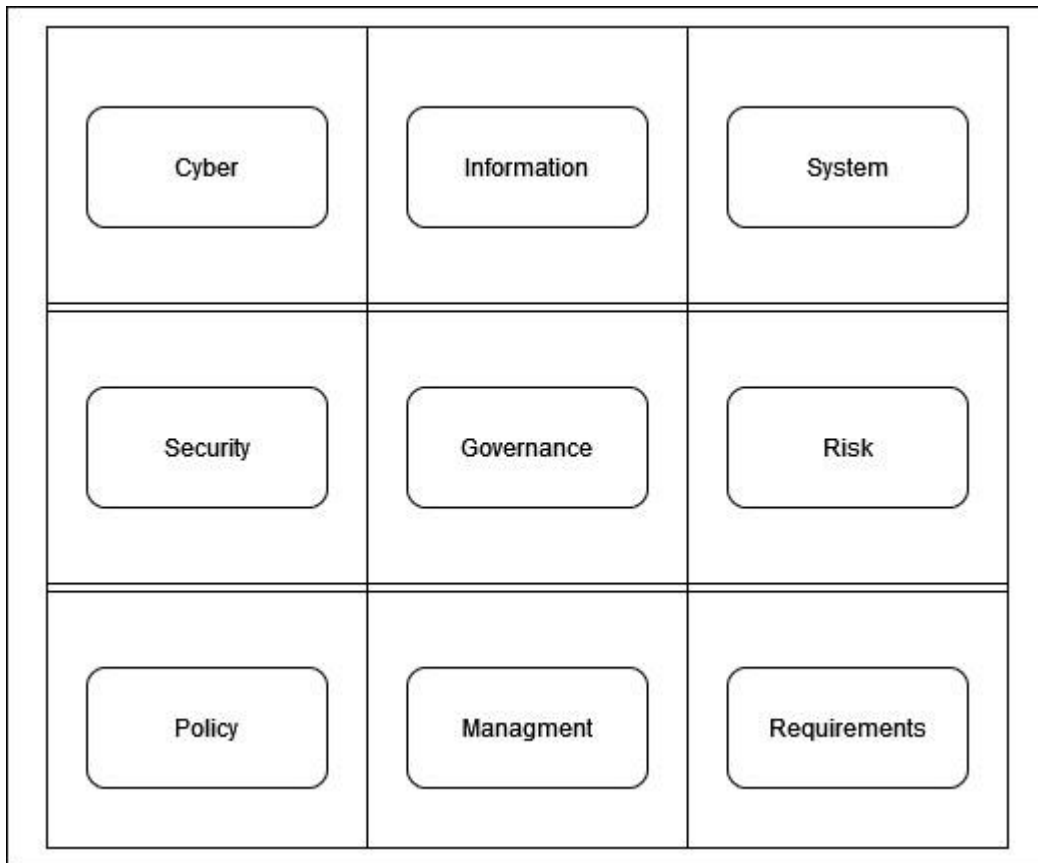 Cyber
Information
System
Security
Governance
Risk
Policy
Managment
Requirements